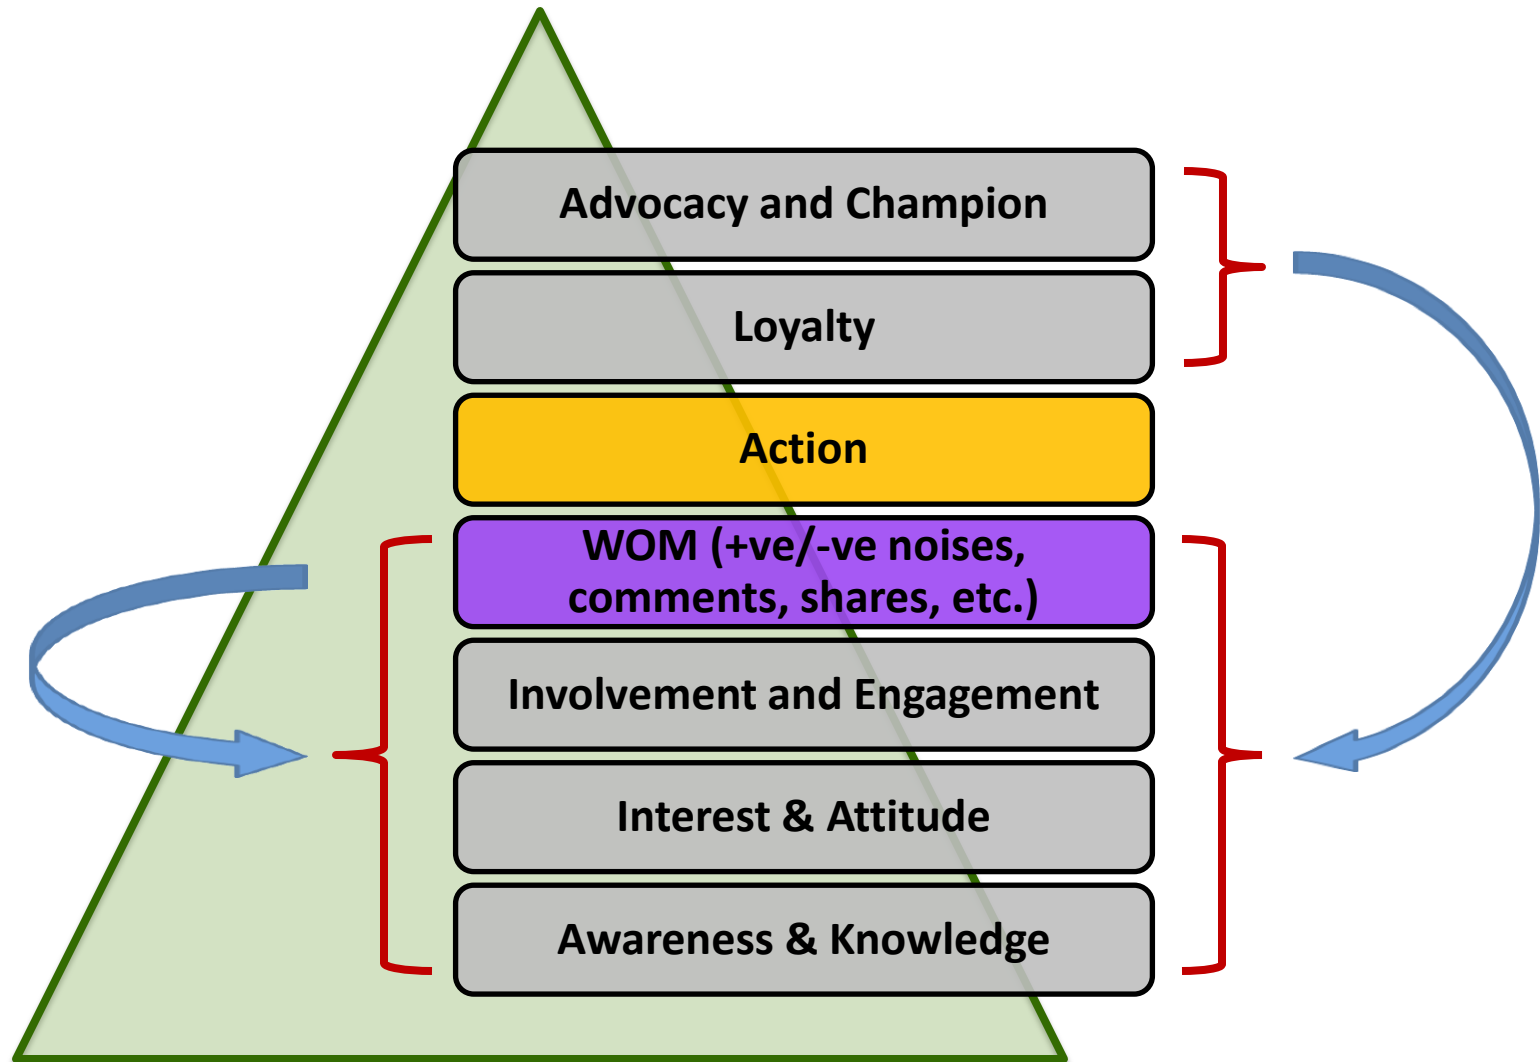 Advocacy and Champion
Loyalty
Action
WOM (+ve/-ve noises,
comments, shares, etc.)
Involvement and Engagement
Interest & Attitude
Awareness & Knowledge